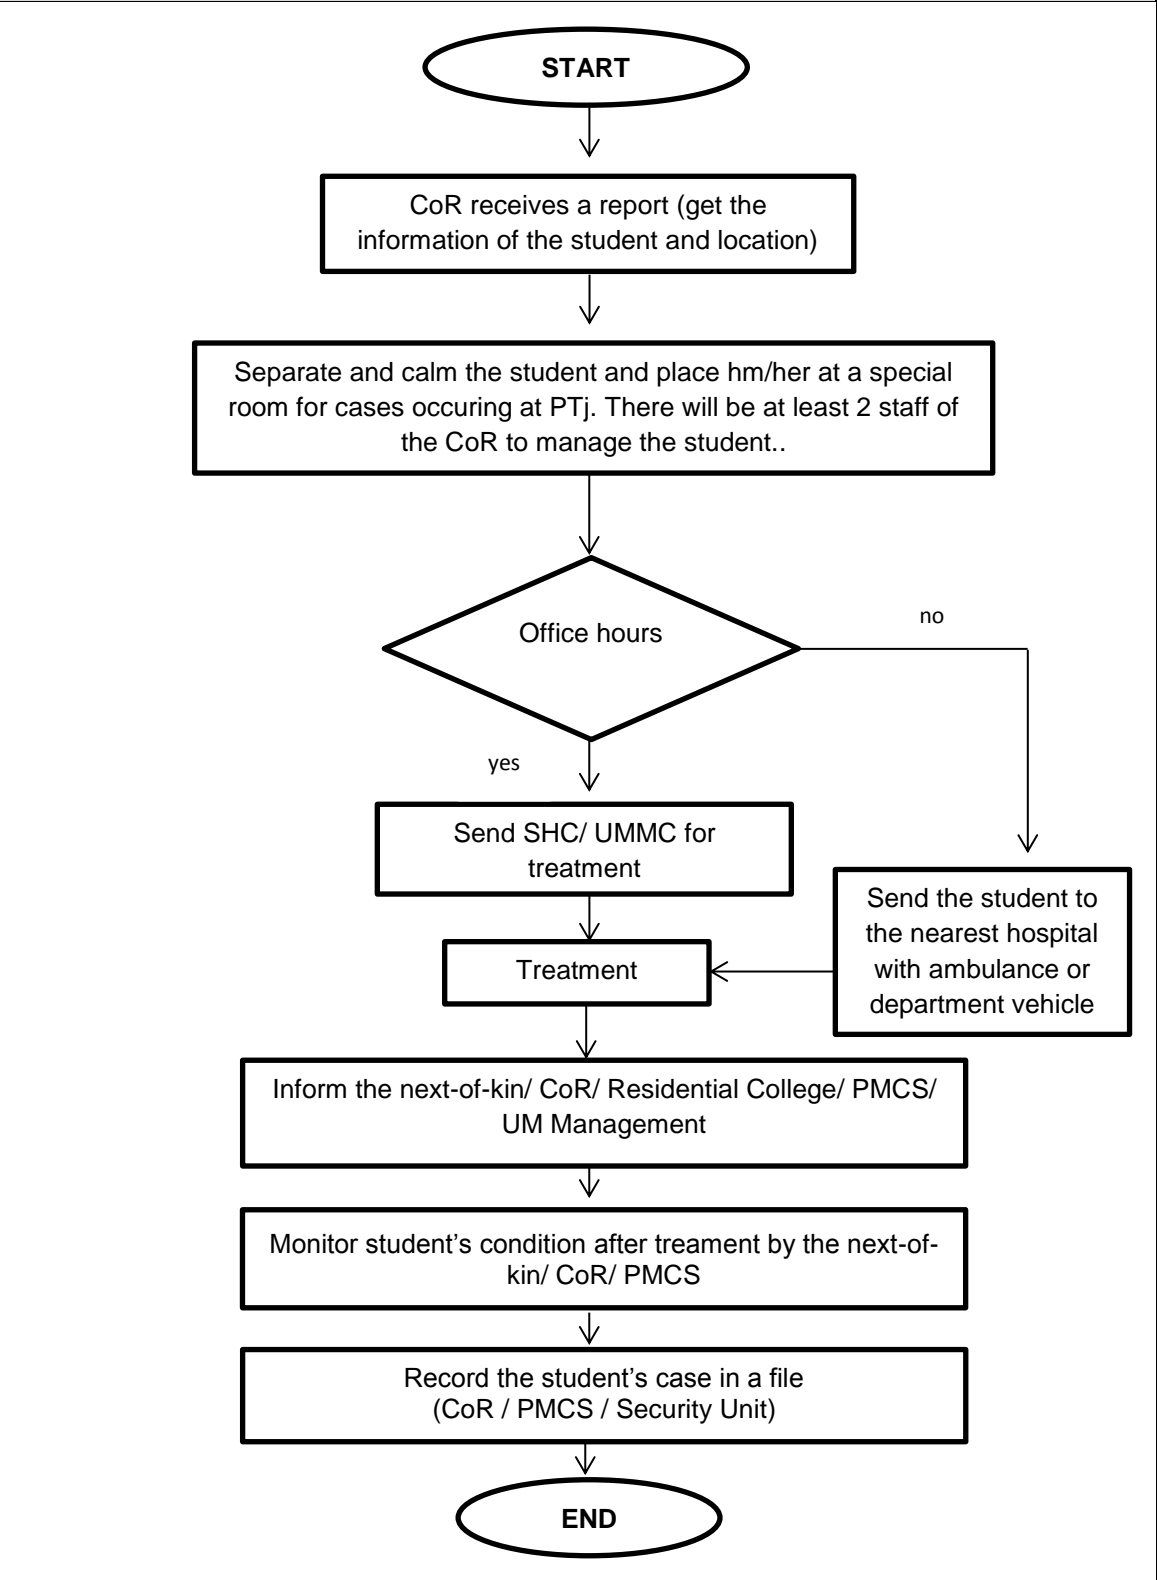 START
CoR receives a report (get the
information of the student and location)
Separate and calm the student and place hm/her at a special
room for cases occuring at PTj. There will be at least 2 staff of
the CoR to manage the student..
Office hours
no
yes
Send SHC/ UMMC for
treatment
Send the student to
the nearest hospital
with ambulance or
department vehicle
Treatment
Inform the next-of-kin/ CoR/ Residential College/ PMCS/
UM Management
Monitor student’s condition after treament by the next-of-
kin/ CoR/ PMCS
Record the student’s case in a file
(CoR / PMCS / Security Unit)
END